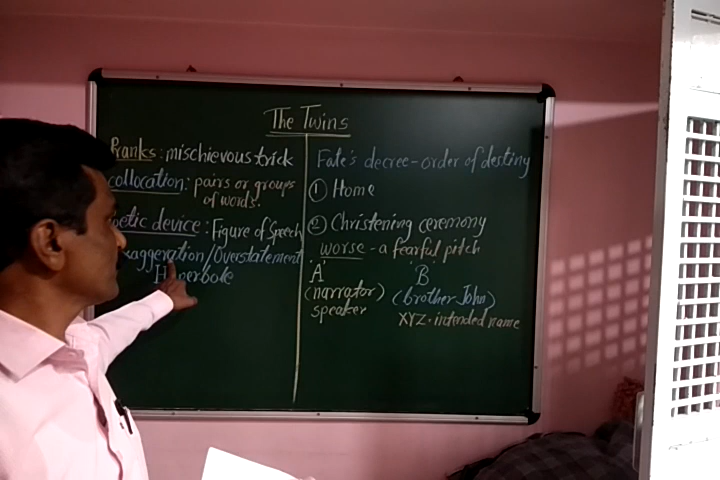 The Twins
Pranks: mischievous trick
collocation: pairs or groups
of words.
Poetic device: Figure of Speech
Exaggeration/Overstatement
Hyperbole
Fate's decree - order of destiny
① Home
② Christening ceremony
worse - a fearful pitch
A B
(narrator) (brother John)
speaker XYZ - intended name